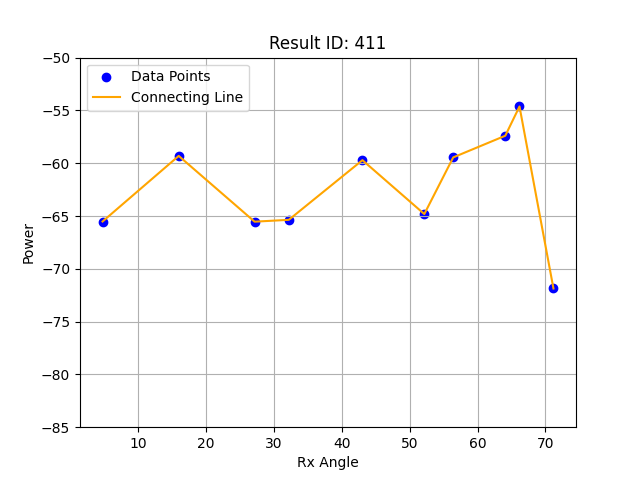 Result ID: 411
Data Points
Connecting Line
Power
−50
−55
−60
−65
−70
−75
−80
−85
10 20 30 40 50 60 70
Rx Angle